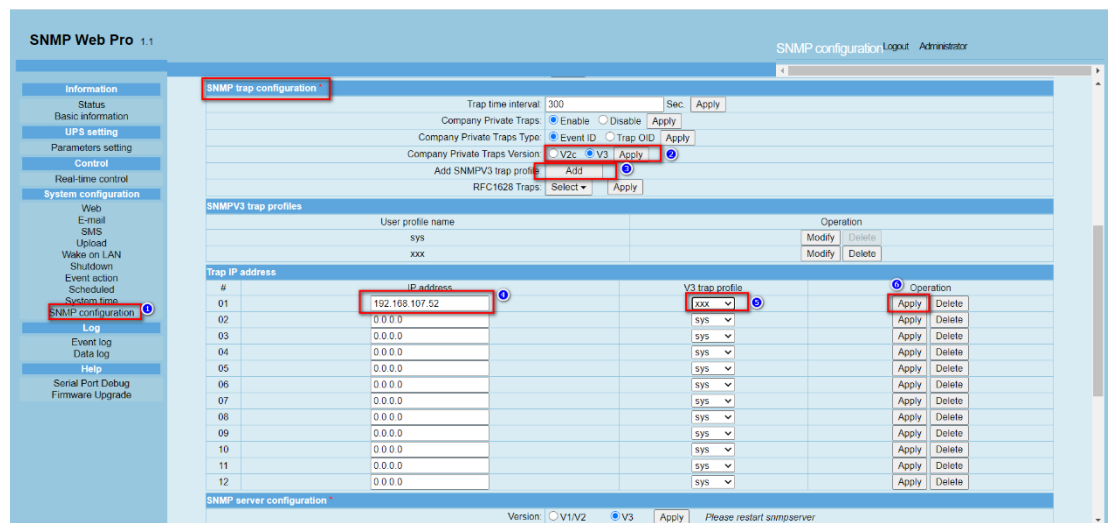 SNMP Web Pro 1.1
SNMP configuration Logout Administrator
Information
Status
Basic information
UPS setting
Parameters setting
Control
Real-time control
System configuration
Web
E-mail
SMS
Upload
Wake on LAN
Shutdown
Event action
Scheduled
System time
SNMP configuration 1
Log
Event log
Data log
Help
Serial Port Debug
Firmware Upgrade
SNMP trap configuration *
Trap time interval: 300 Sec. Apply
Company Private Traps: Enable Disable Apply
Company Private Traps Type: Event ID Trap OID Apply
Company Private Traps Version: V2c V3 Apply 2
Add SNMPV3 trap profile: Add 3
RFC1628 Traps: Select Apply
SNMPV3 trap profiles
User profile name Operation
sys Modify Delete
xxx Modify Delete
Trap IP address
# IP address V3 trap profile 6 Operation
01 192.168.107.52 4 xxx 5 Apply Delete
02 0.0.0.0 sys Apply Delete
03 0.0.0.0 sys Apply Delete
04 0.0.0.0 sys Apply Delete
05 0.0.0.0 sys Apply Delete
06 0.0.0.0 sys Apply Delete
07 0.0.0.0 sys Apply Delete
08 0.0.0.0 sys Apply Delete
09 0.0.0.0 sys Apply Delete
10 0.0.0.0 sys Apply Delete
11 0.0.0.0 sys Apply Delete
12 0.0.0.0 sys Apply Delete
SNMP server configuration *
Version: V1/V2 V3 Apply Please restart snmpserver